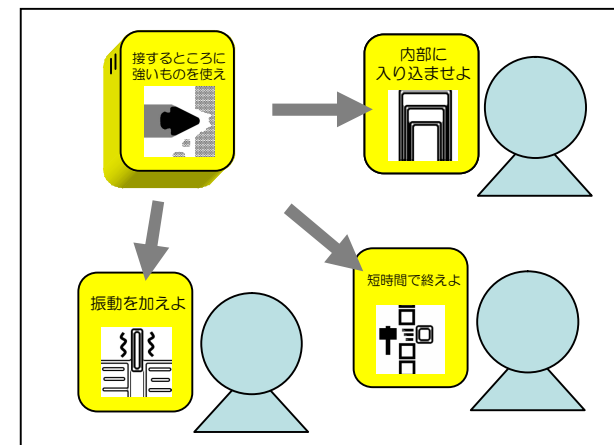 接するところに
強いものを使え
内部に
入り込ませよ
振動を加えよ
短時間で終えよ